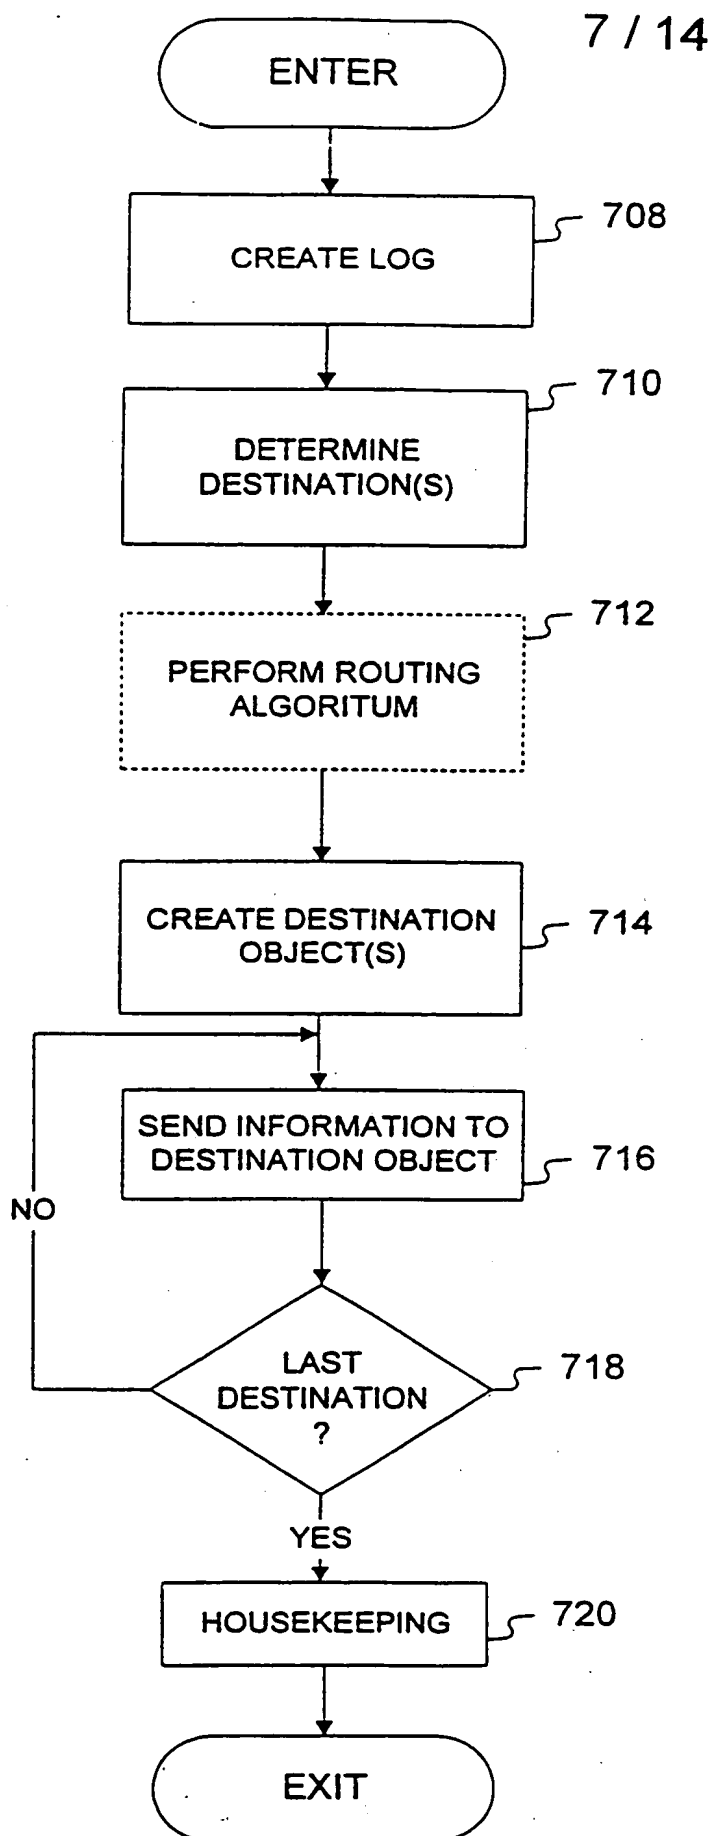 7 / 14
ENTER
CREATE LOG
708
DETERMINE
DESTINATION(S)
710
PERFORM ROUTING
ALGORITUM
712
CREATE DESTINATION
OBJECT(S)
714
SEND INFORMATION TO
DESTINATION OBJECT
716
NO
LAST
DESTINATION
?
718
YES
HOUSEKEEPING
720
EXIT